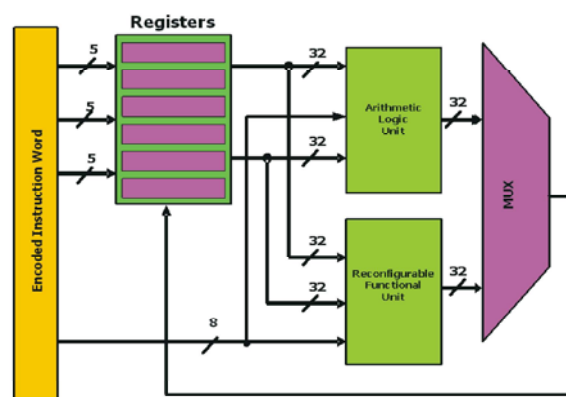 Registers
5
5
5
32
32
Arithmetic
Logic
Unit
32
32
32
Reconfigurable
Functional
Unit
32
8
MUX
Encoded Instruction Word